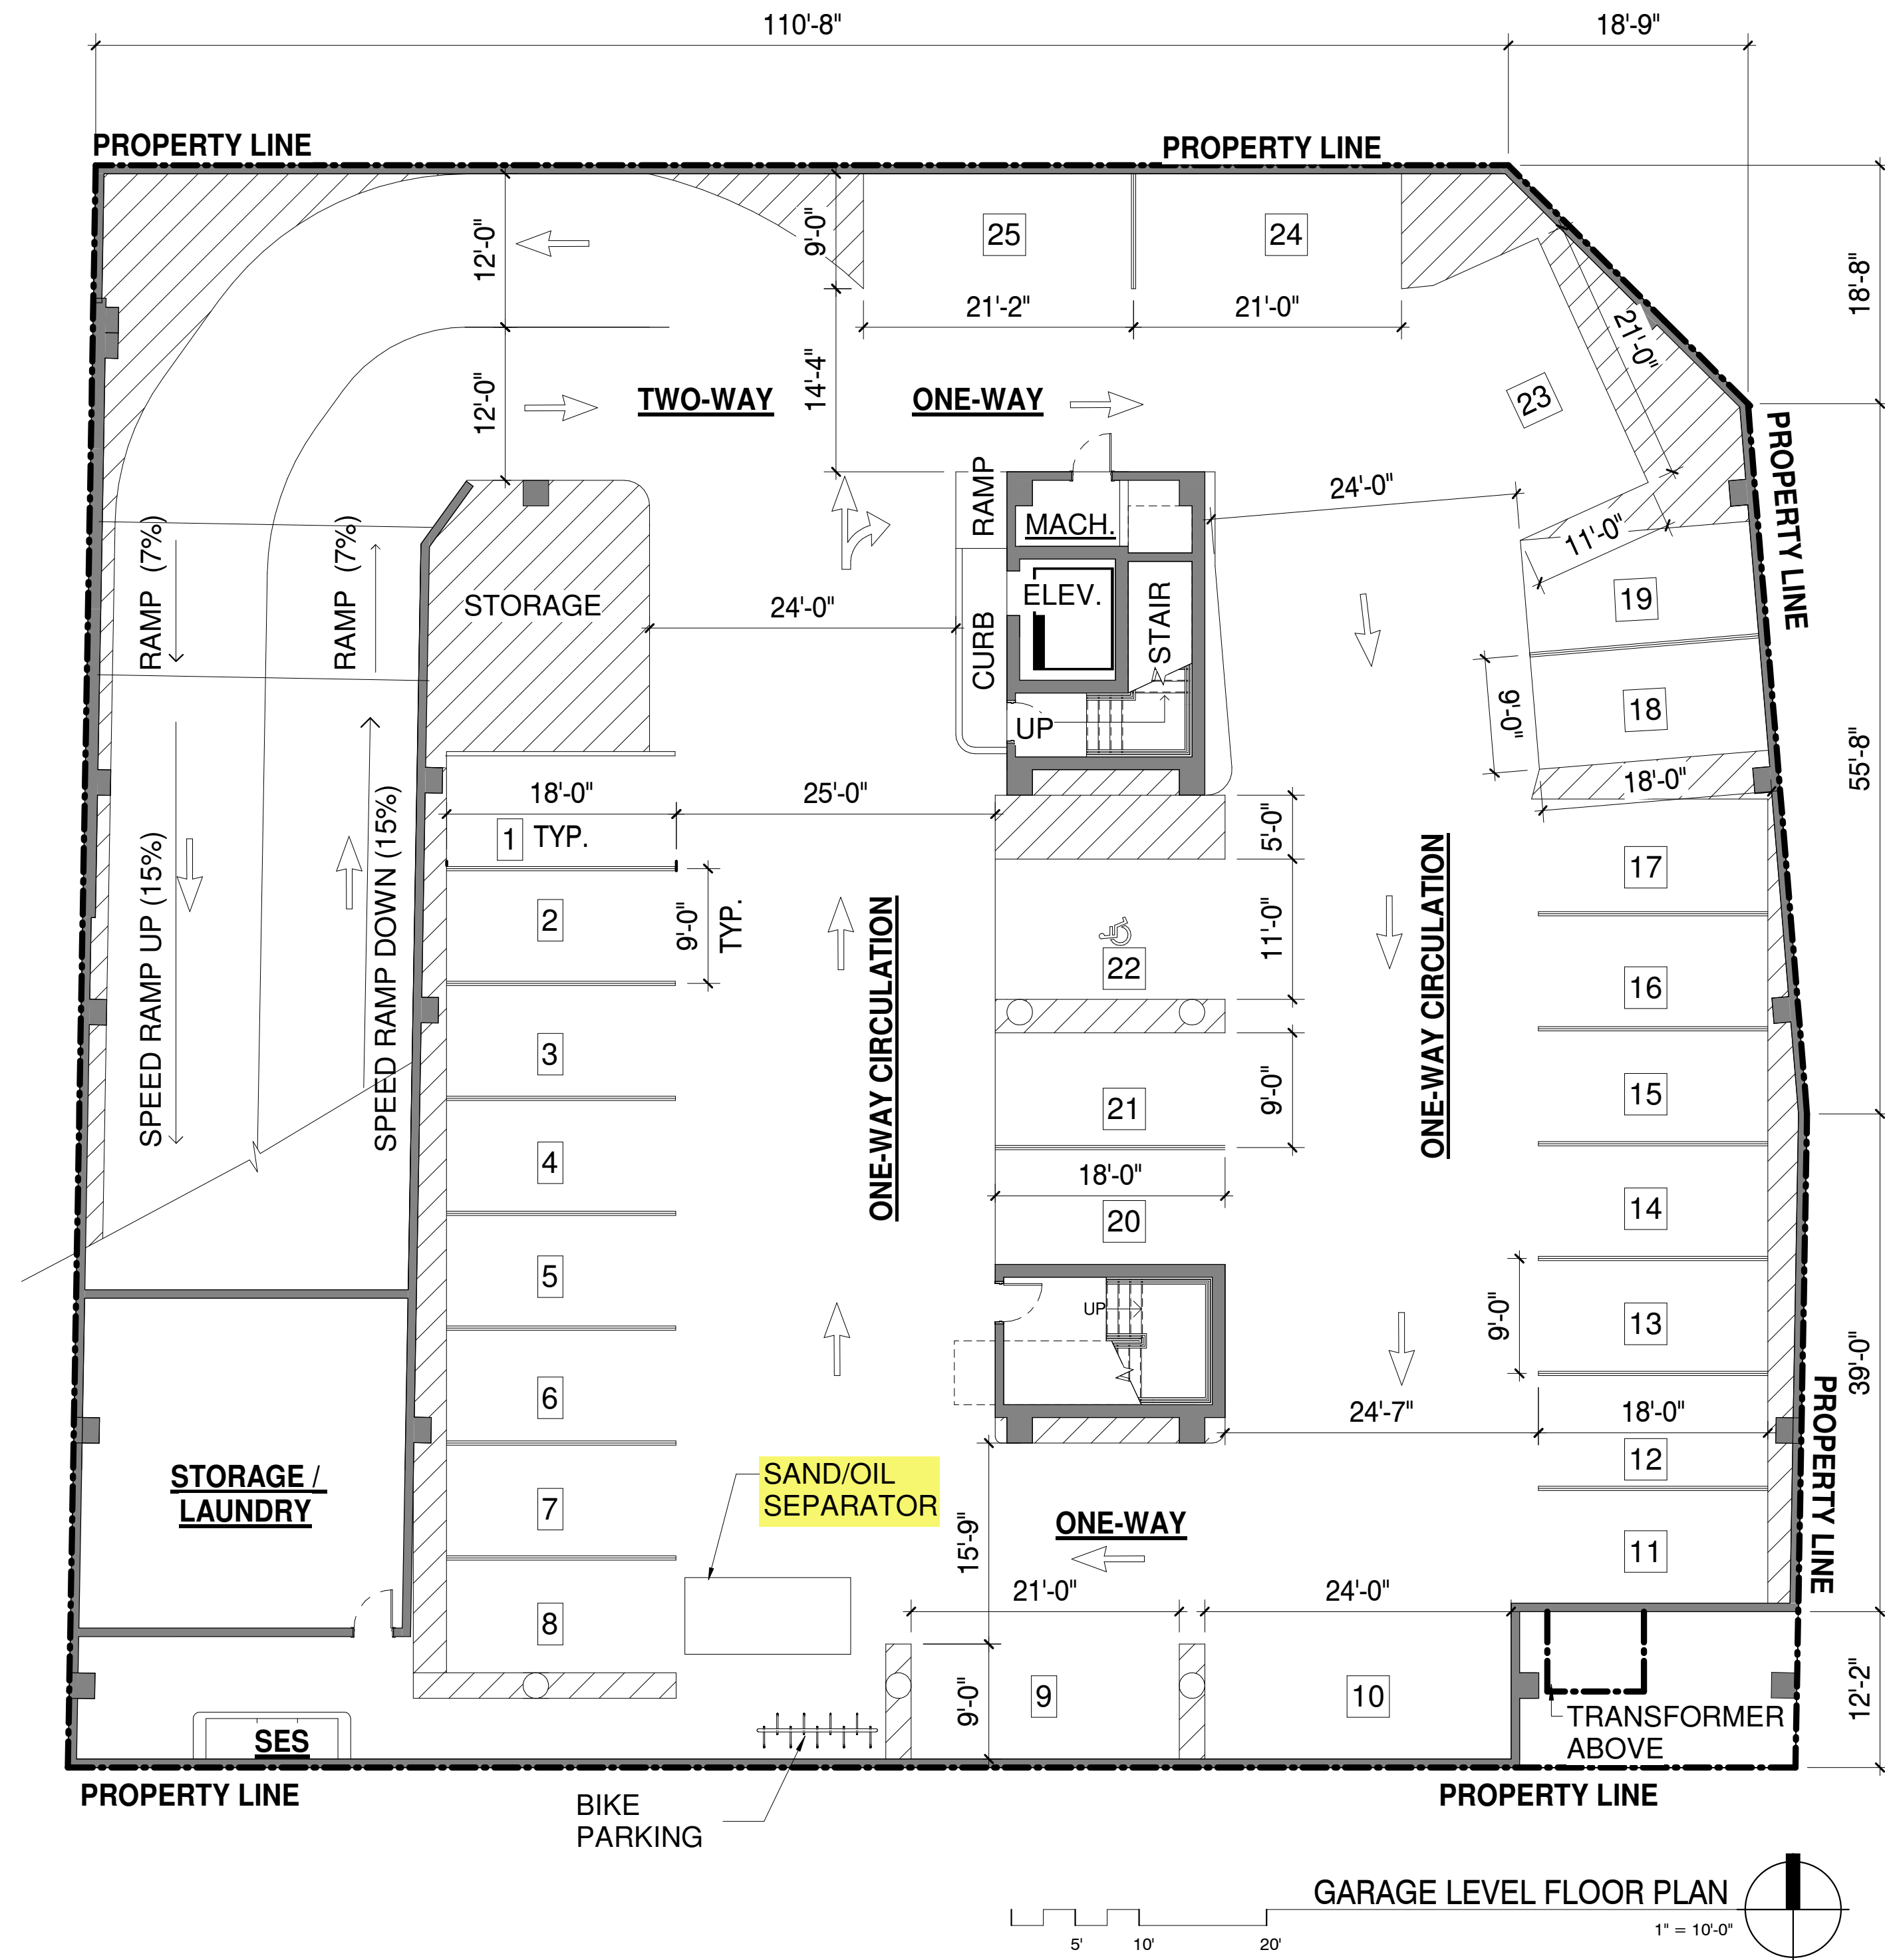 110'-8"
18'-9"
PROPERTY LINE
PROPERTY LINE
12'-0"
9'-0"
25
24
21'-2"
21'-0"
21'-0"
18'-8"
12'-0"
TWO-WAY
14'-4"
ONE-WAY
23
PROPERTY LINE
RAMP (7%)
RAMP (7%)
RAMP
MACH.
24'-0"
11'-0"
STORAGE
24'-0"
ELEV.
CURB
STAIR
19
UP
18
9'-0"
55'-8"
18'-0"
25'-0"
18'-0"
1
TYP.
5'-0"
17
SPEED RAMP UP (15%)
SPEED RAMP DOWN (15%)
2
9'-0"
TYP.
ONE-WAY CIRCULATION
22
11'-0"
ONE-WAY CIRCULATION
16
3
21
9'-0"
15
4
18'-0"
20
14
5
UP
9'-0"
13
39'-0"
6
24'-7"
18'-0"
12
PROPERTY LINE
STORAGE /
LAUNDRY
7
SAND/OIL
SEPARATOR
15'-9"
ONE-WAY
11
21'-0"
24'-0"
8
9'-0"
9
10
12'-2"
SES
TRANSFORMER
ABOVE
PROPERTY LINE
BIKE
PARKING
PROPERTY LINE
GARAGE LEVEL FLOOR PLAN
1" = 10'-0"
5'
10'
20'